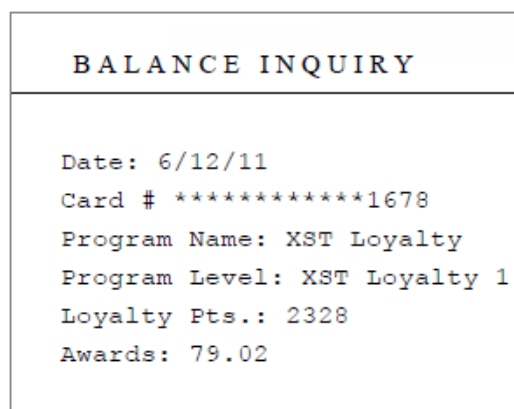 BALANCE INQUIRY
Date: 6/12/11
Card # ************1678
Program Name: XST Loyalty
Program Level: XST Loyalty 1
Loyalty Pts.: 2328
Awards: 79.02